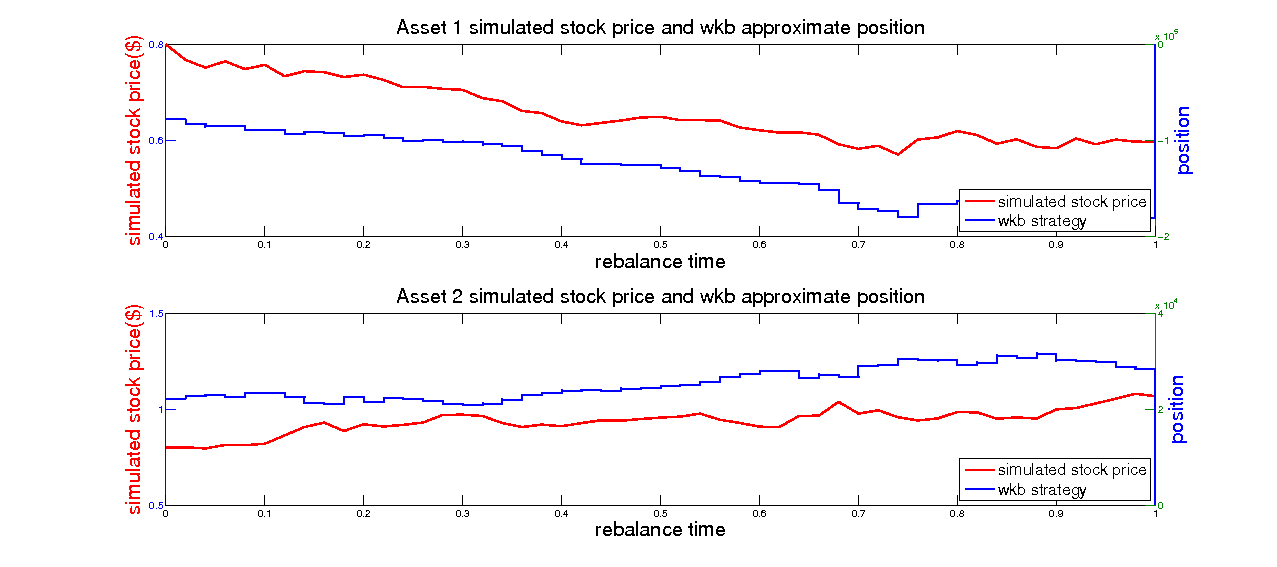 Asset 1 simulated stock price and wkb approximate position
x 10
0.8
0
simulated stock price($)
position
0.6
-1
simulated stock price
wkb strategy
0.4
-2
0 0.1 0.2 0.3 0.4 0.5 0.6 0.7 0.8 0.9 1
rebalance time
Asset 2 simulated stock price and wkb approximate position
x 10^4
1.5
4
simulated stock price($)
position
1
2
simulated stock price
wkb strategy
0.5
0
0 0.1 0.2 0.3 0.4 0.5 0.6 0.7 0.8 0.9 1
rebalance time